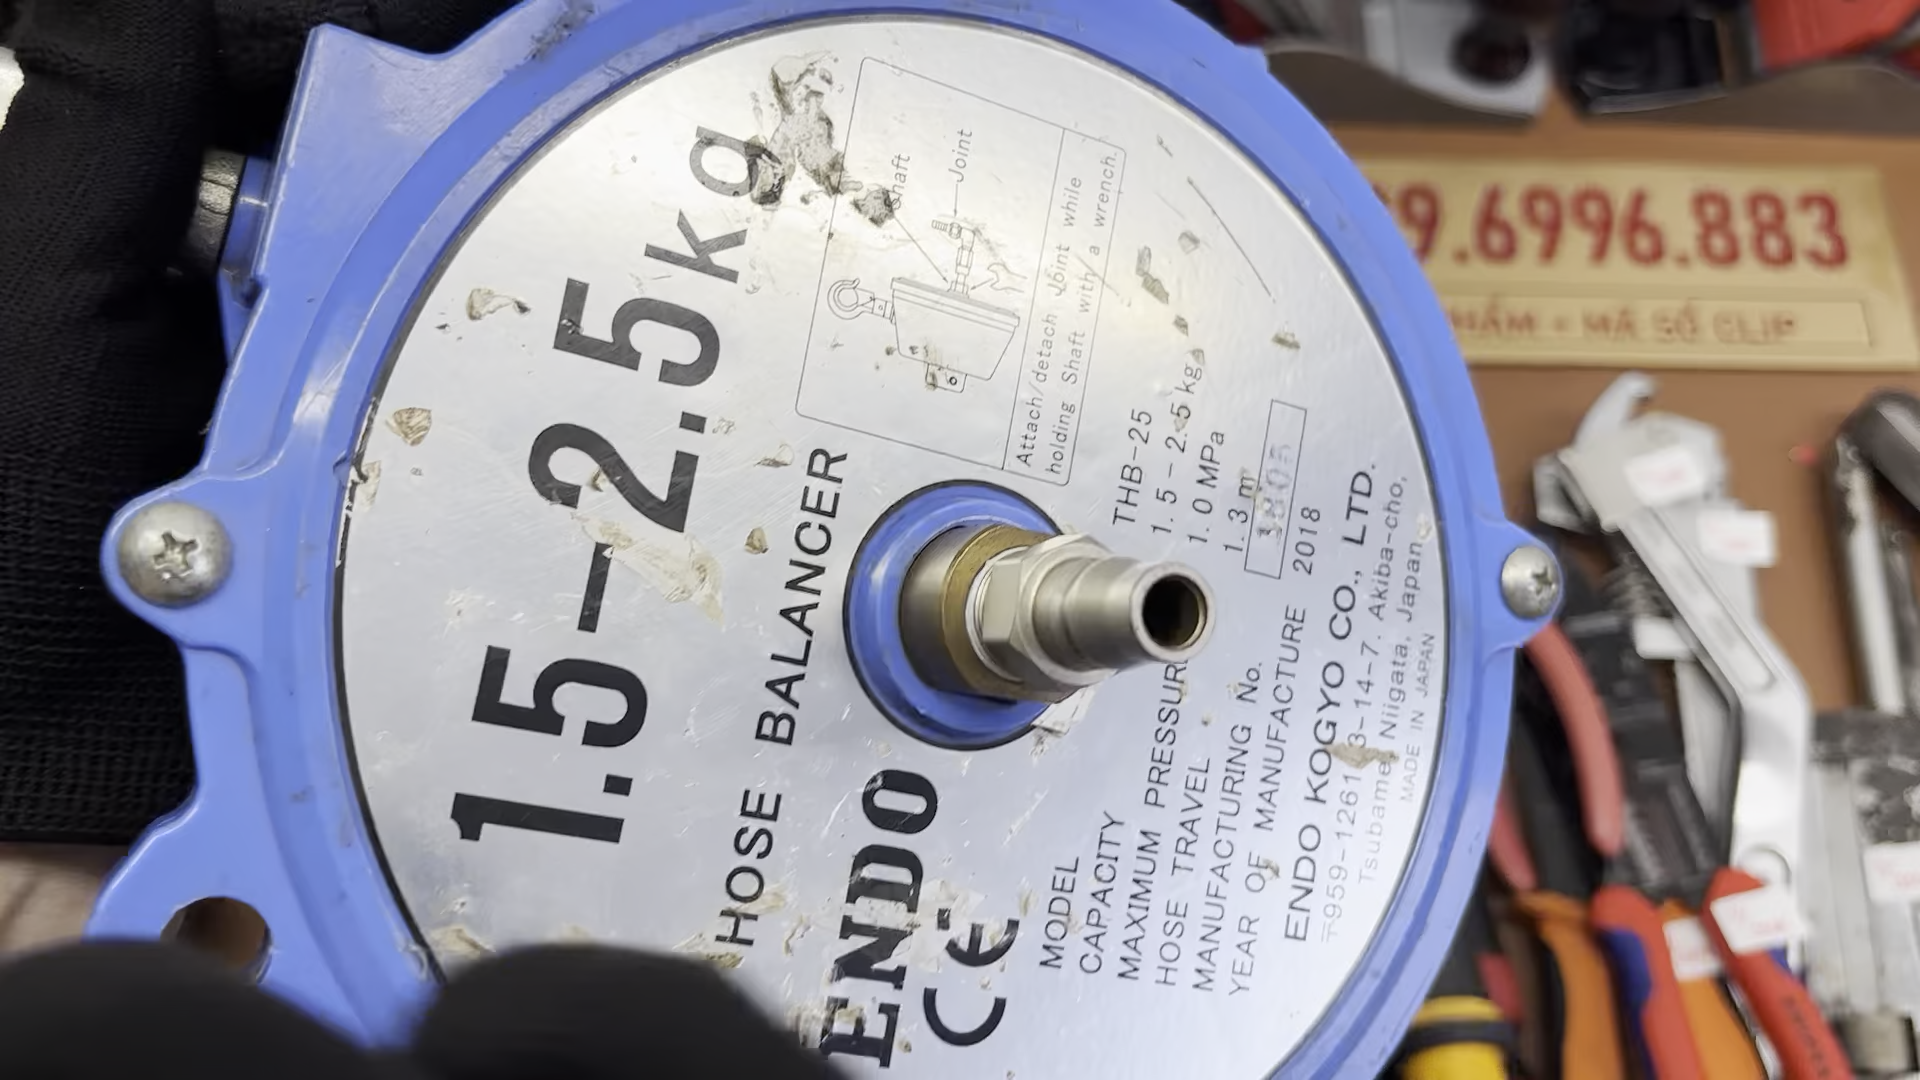 1.5-2.5kg
HOSE BALANCER
ENDO
CE
Shaft
Joint
Attach/detach Joint while
holding Shaft with a wrench.
MODEL THB-25
CAPACITY 1.5-2.5 kg
MAXIMUM PRESSURE 1.0 MPa
HOSE TRAVEL 1.3 m
MANUFACTURING No.
YEAR OF MANUFACTURE 2018
ENDO KOGYO CO., LTD.
〒959-1261 3-14-7. Akiba-cho,
Tsubame, Niigata. Japan
MADE IN JAPAN
9.6996.883
MÃ SỐ CLIP